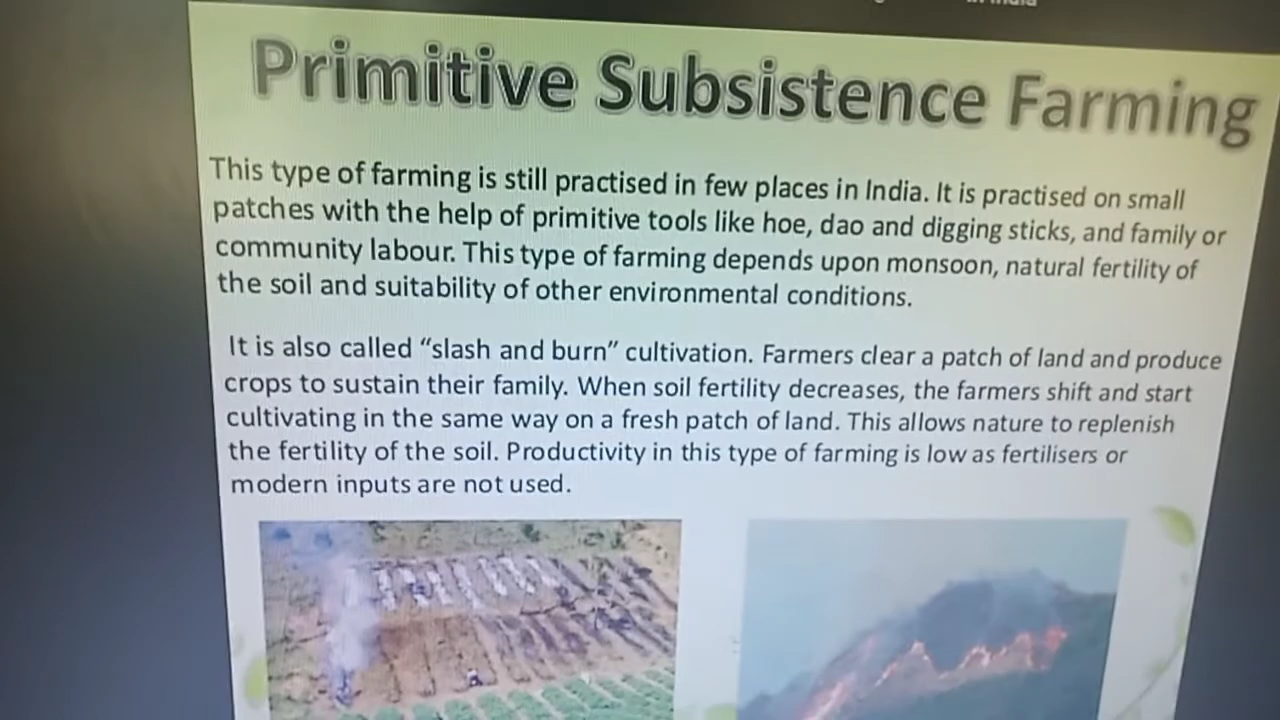 Primitive Subsistence Farming
This type of farming is still practised in few places in India. It is practised on small
patches with the help of primitive tools like hoe, dao and digging sticks, and family or
community labour. This type of farming depends upon monsoon, natural fertility of
the soil and suitability of other environmental conditions.
It is also called “slash and burn” cultivation. Farmers clear a patch of land and produce
crops to sustain their family. When soil fertility decreases, the farmers shift and start
cultivating in the same way on a fresh patch of land. This allows nature to replenish
the fertility of the soil. Productivity in this type of farming is low as fertilisers or
modern inputs are not used.